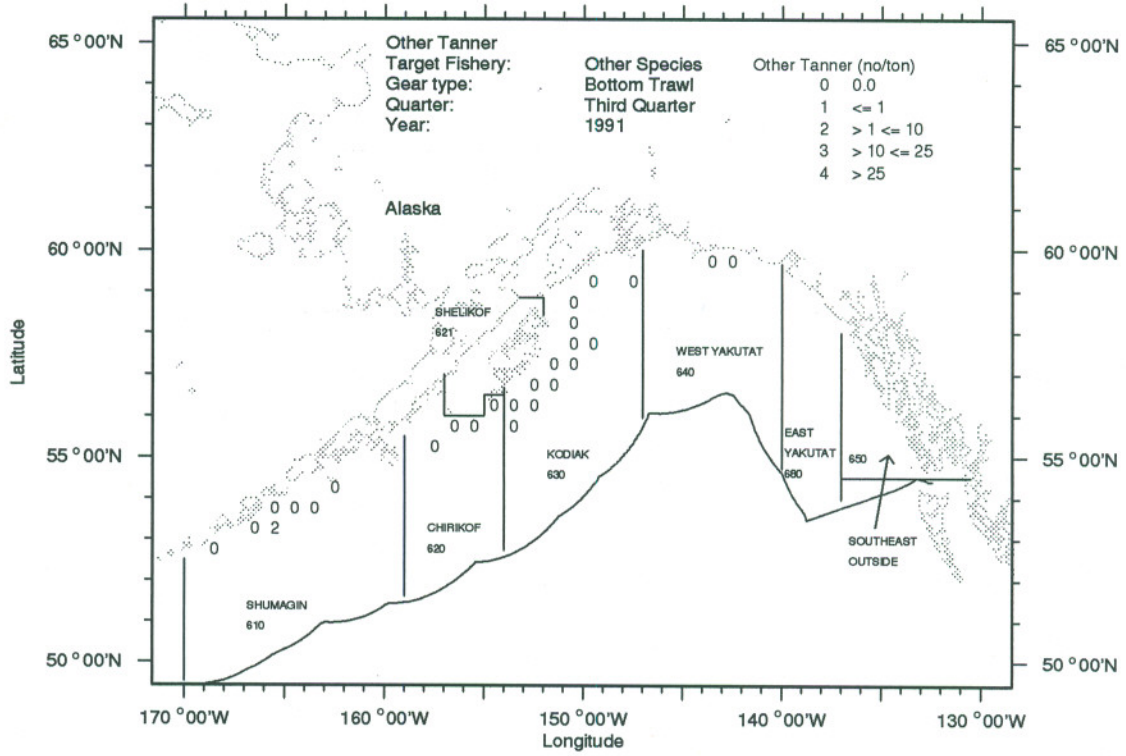 65 °00'N
65 °00'N
Other Tanner
Target Fishery: Other Species
Gear type: Bottom Trawl
Quarter: Third Quarter
Year: 1991
Other Tanner (no/ton)
0 0.0
1 <= 1
2 > 1 <= 10
3 > 10 <= 25
4 > 25
Alaska
60 °00'N
60 °00'N
0 0
0 0
0
SHELIKOF
621
0
0 0
WEST YAKUTAT
640
0 0
0 0
0 0 0
0 0 0
EAST
YAKUTAT
680
650
0
KODIAK
630
55 °00'N
55 °00'N
0
0 0 0
0 2
0
CHIRIKOF
620
SOUTHEAST
OUTSIDE
SHUMAGIN
610
50 °00'N
50 °00'N
170 °00'W
160 °00'W
150 °00'W
140 °00'W
130 °00'W
Latitude
Longitude